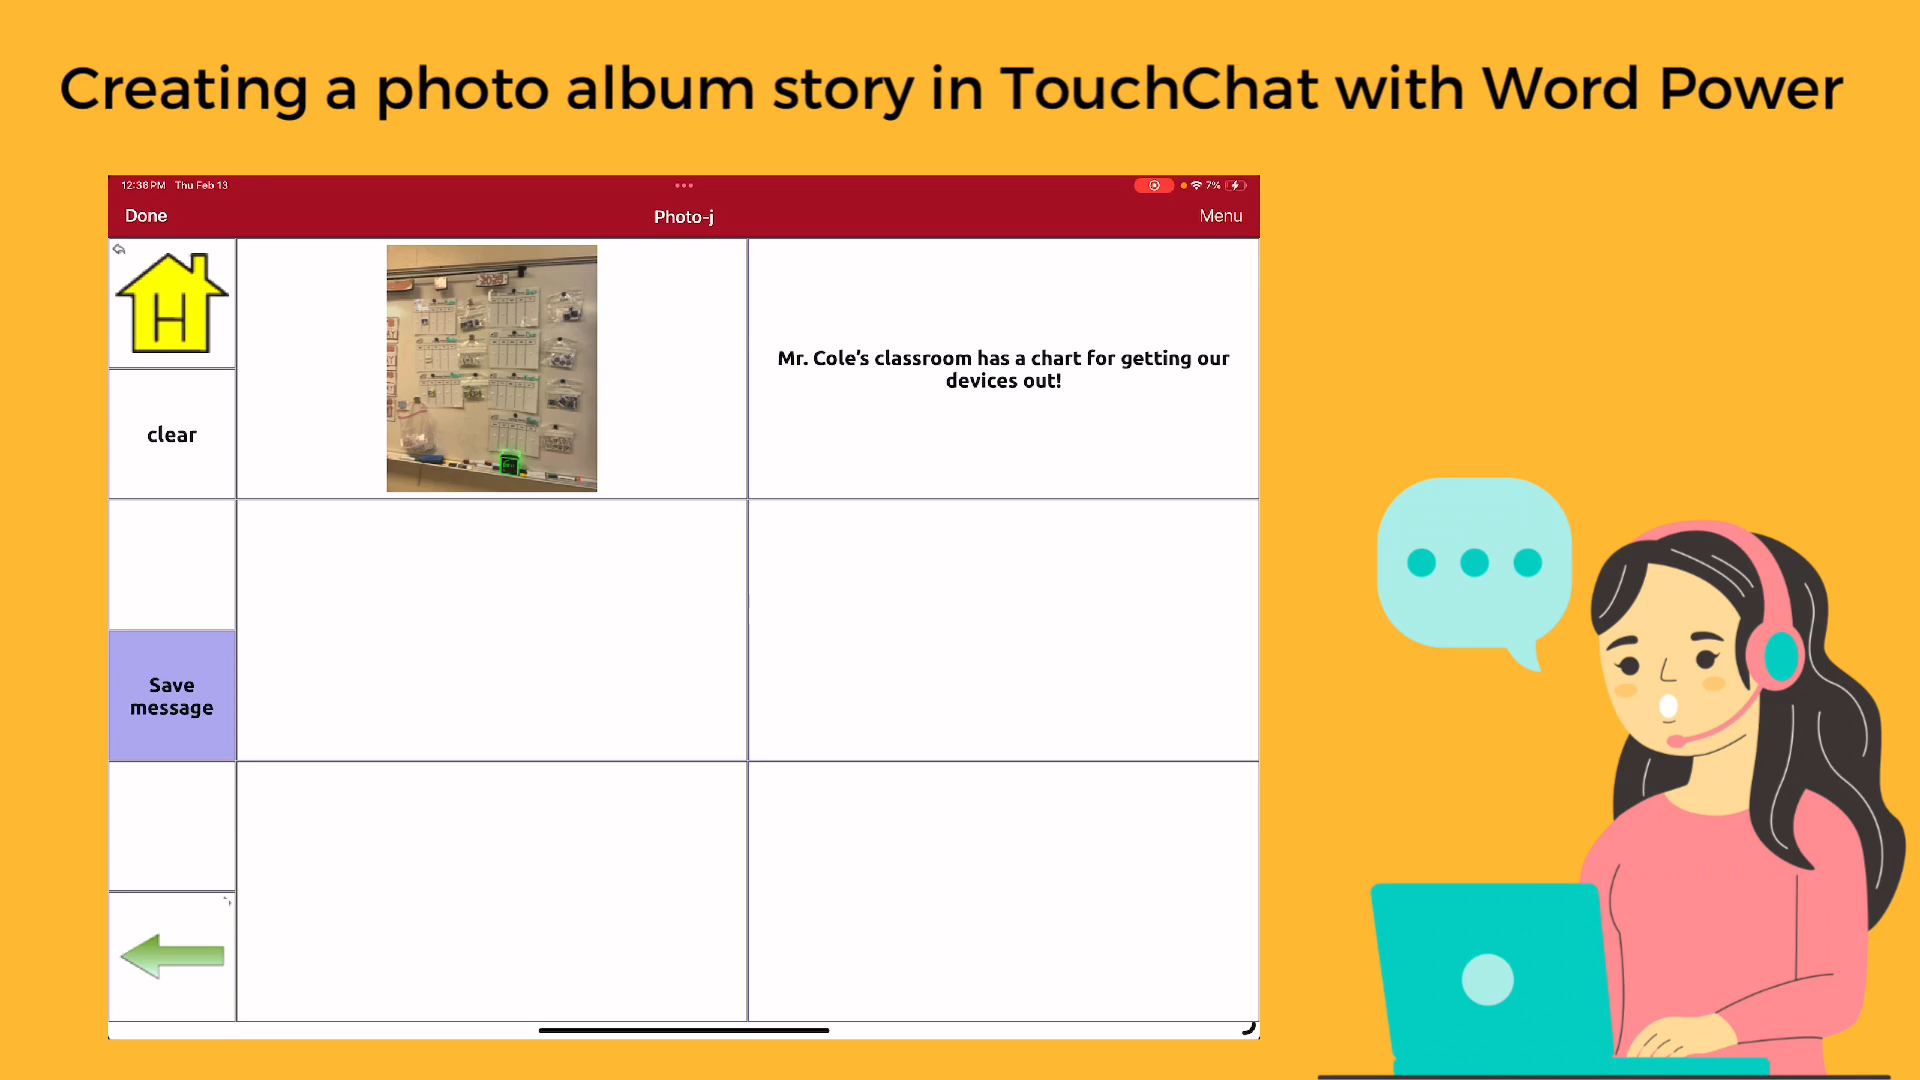 Creating a photo album story in TouchChat with Word Power
12:36 PM Thu Feb 13
7%
Done
Photo-j
Menu
H
clear
Mr. Cole's classroom has a chart for getting our
devices out!
Save
message